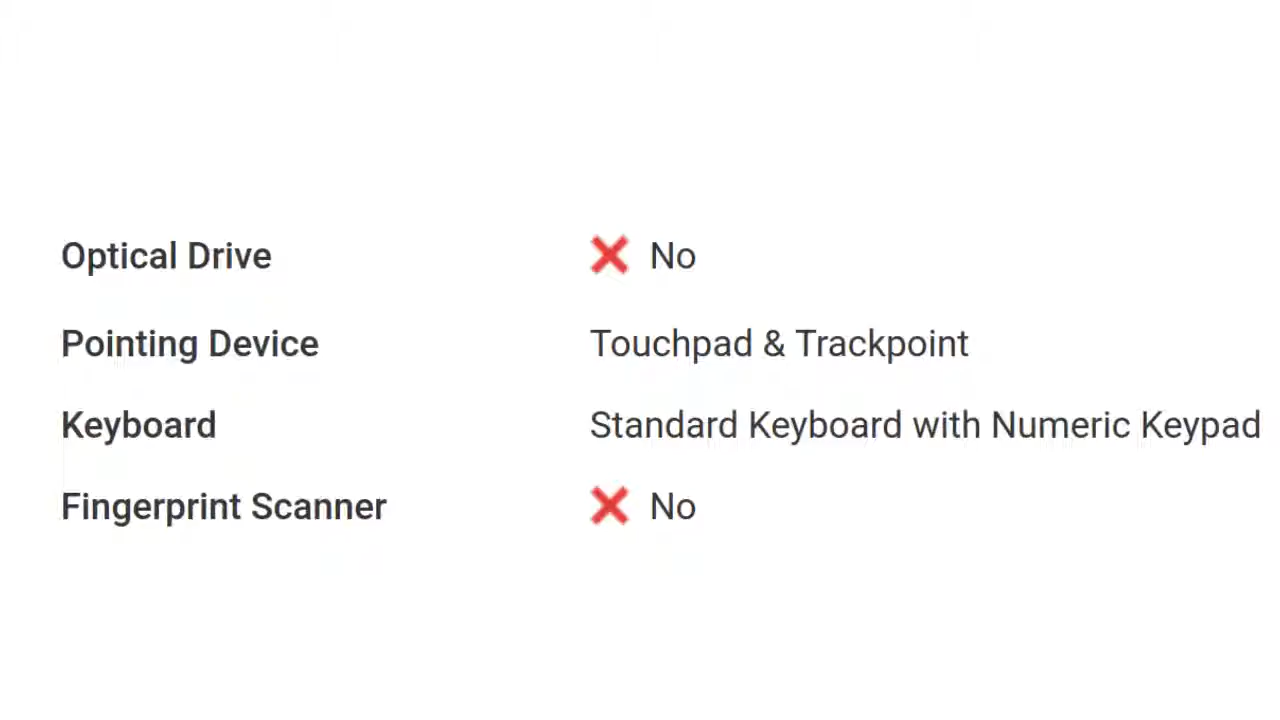 Optical Drive ❌ No
Pointing Device Touchpad & Trackpoint
Keyboard Standard Keyboard with Numeric Keypad
Fingerprint Scanner ❌ No